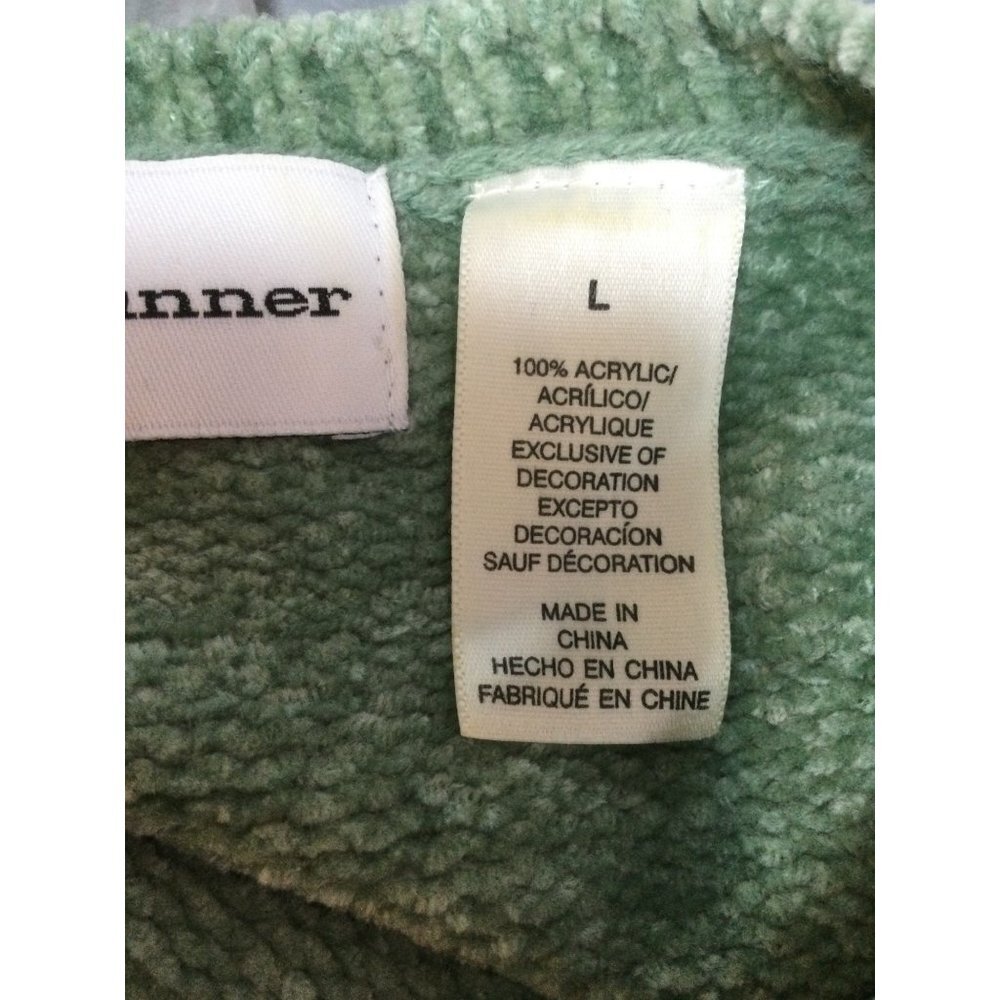 anner
L
100% ACRYLIC/
ACRÍLICO/
ACRYLIQUE
EXCLUSIVE OF
DECORATION
EXCEPTO
DECORACÍON
SAUF DÉCORATION
MADE IN
CHINA
HECHO EN CHINA
FABRIQUÉ EN CHINE